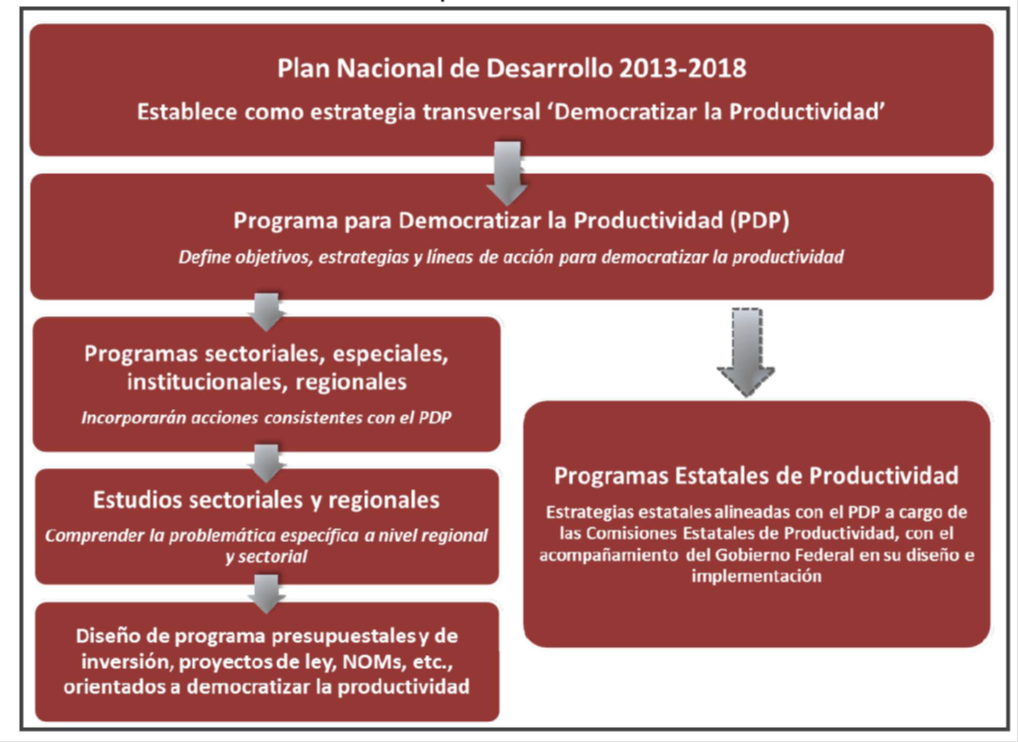 Plan Nacional de Desarrollo 2013-2018
Establece como estrategia transversal ‘Democratizar la Productividad’
Programa para Democratizar la Productividad (PDP)
Define objetivos, estrategias y líneas de acción para democratizar la productividad
Programas sectoriales, especiales,
institucionales, regionales
Incorporarán acciones consistentes con el PDP
Estudios sectoriales y regionales
Comprender la problemática específica a nivel regional
y sectorial
Diseño de programa presupuestales y de
inversión, proyectos de ley, NOMs, etc.,
orientados a democratizar la productividad
Programas Estatales de Productividad
Estrategias estatales alineadas con el PDP a cargo de
las Comisiones Estatales de Productividad, con el
acompañamiento del Gobierno Federal en su diseño e
implementación